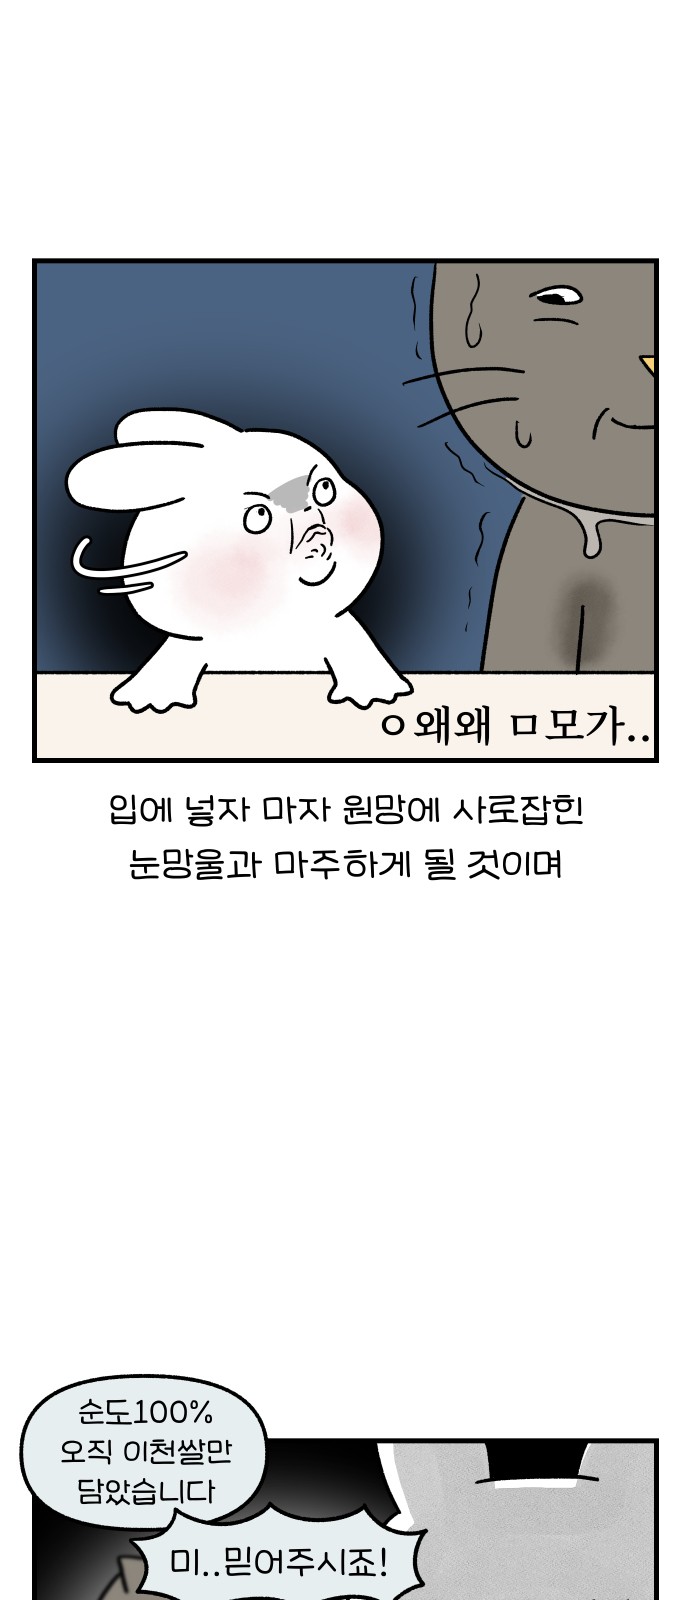 ㅇ왜왜 ㅁ모가..
입에 넣자 마자 원망에 사로잡힌
눈망울과 마주하게 될 것이며
순도100%
오직 이천쌀만
담았습니다
미..믿어주시죠!